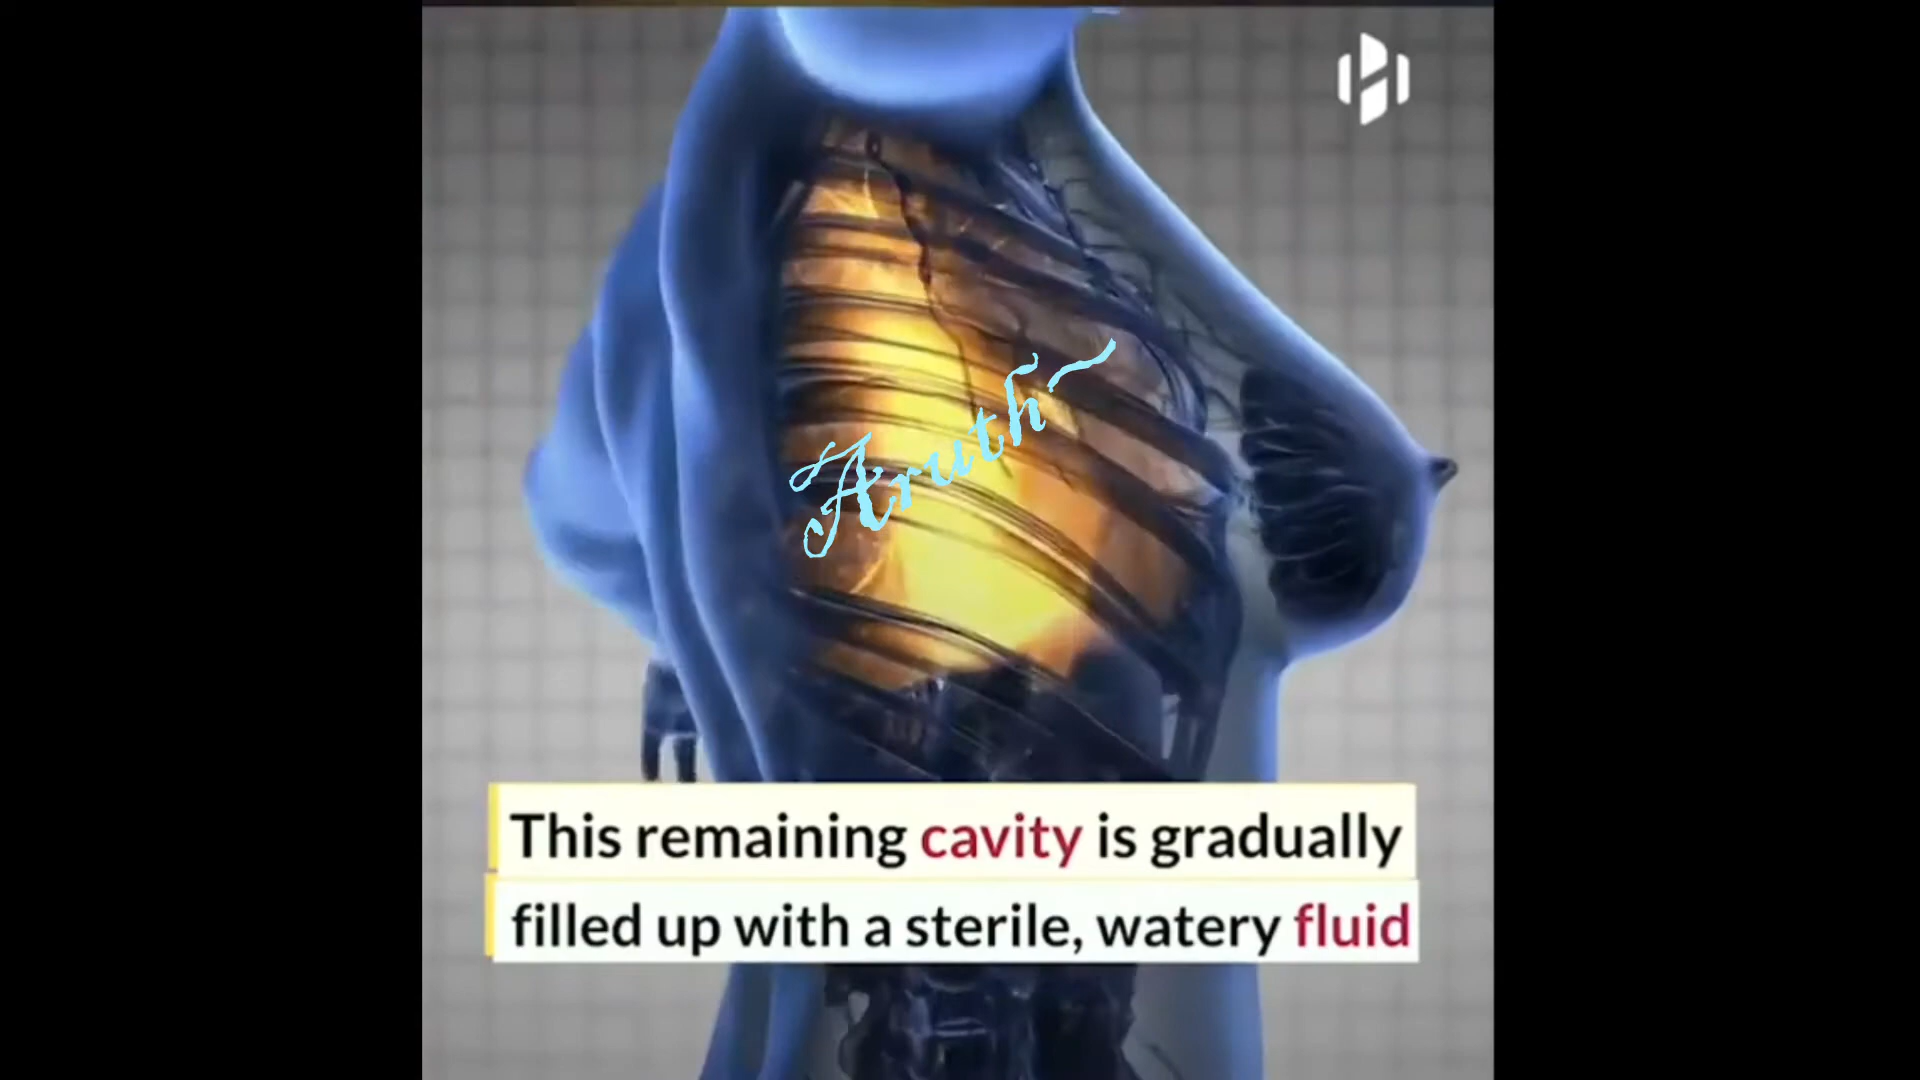 Aruth
This remaining cavity is gradually
filled up with a sterile, watery fluid